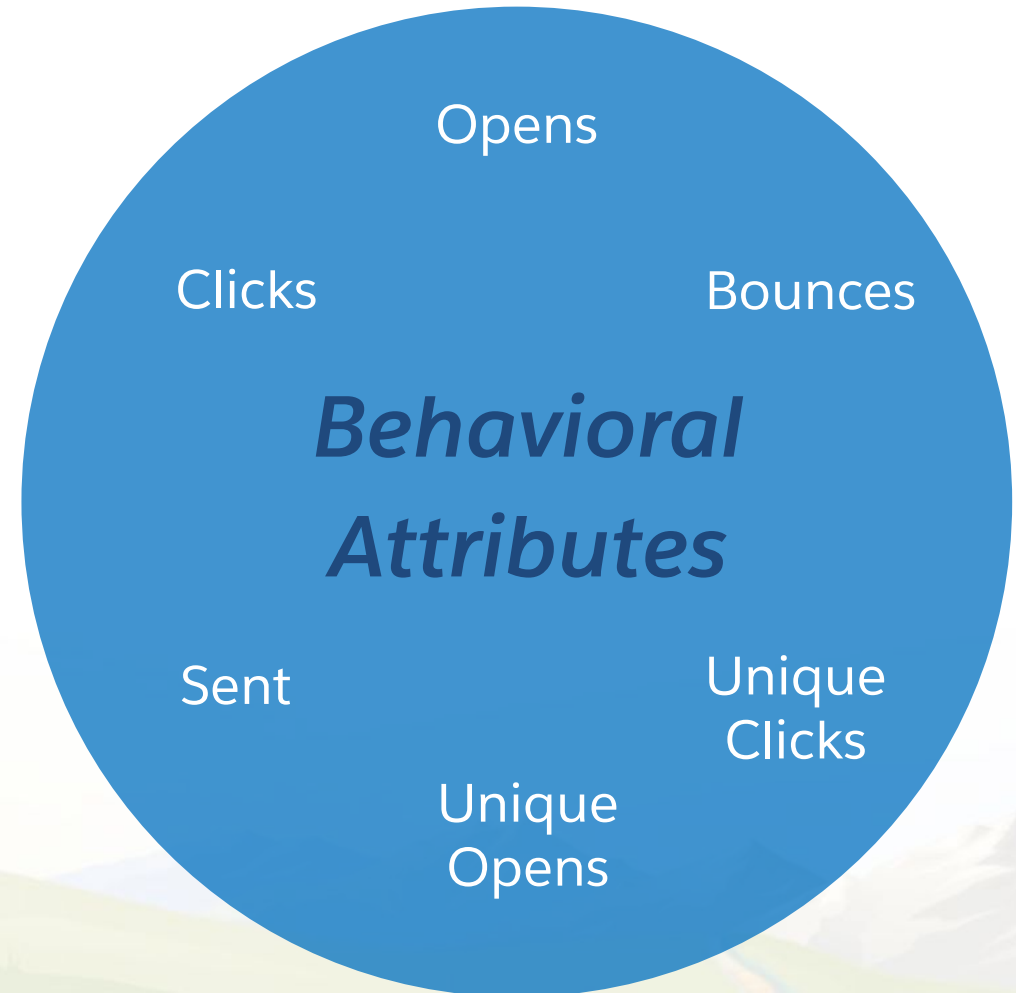 Opens
Clicks
Bounces
Behavioral
Attributes
Sent
Unique
Clicks
Unique
Opens